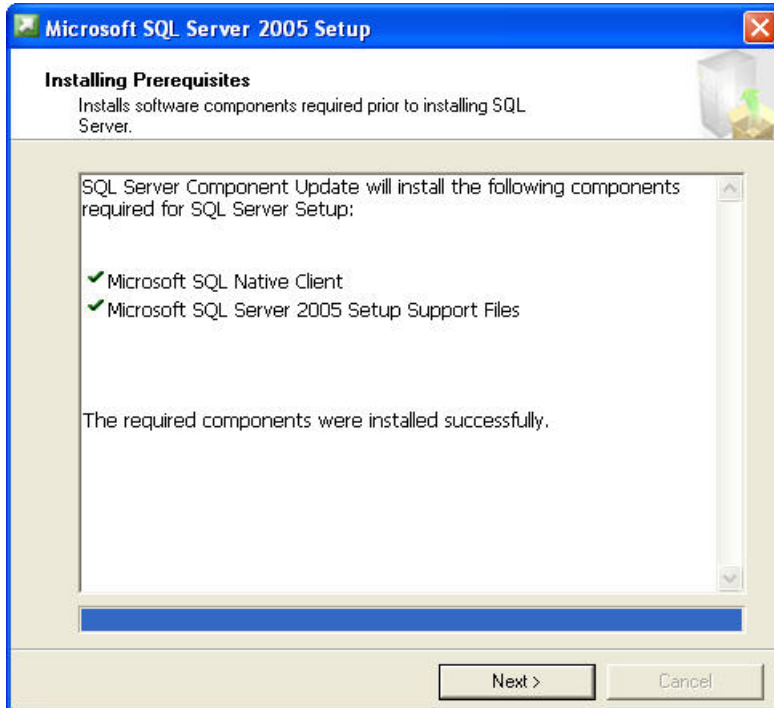 Microsoft SQL Server 2005 Setup
Installing Prerequisites
Installs software components required prior to installing SQL
Server.
SQL Server Component Update will install the following components
required for SQL Server Setup:
Microsoft SQL Native Client
Microsoft SQL Server 2005 Setup Support Files
The required components were installed successfully.
Next >
Cancel